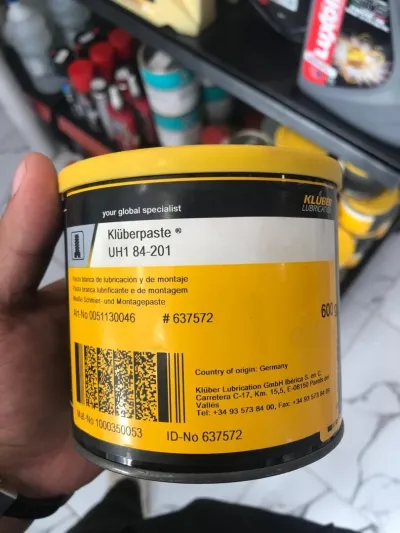 your global specialist
KLÜBER
LUBRICATION
Klüberpaste ®
UH1 84-201
Pasta blanca de lubricación y de montaje
Pasta branca lubrificante e de montagem
Weiße Schmier- und Montagepaste
Art.No 0051130046 # 637572
600 g
Country of origin: Germany
Klüber Lubrication GmbH Ibérica S. en C.
Carretera C-17, Km. 15,5, E-08150 Parets del
Vallès
Tel: +34 93 573 84 00, Fax: +34 93 573 84
Mat-No 1000350053 ID-No 637572